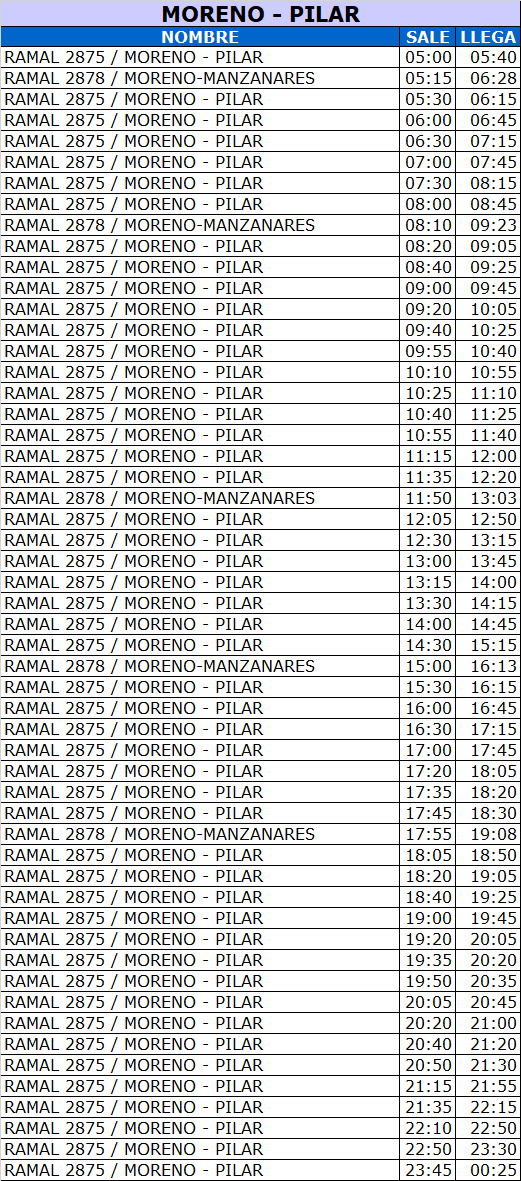 MORENO - PILAR
NOMBRE SALE LLEGA
RAMAL 2875 / MORENO - PILAR 05:00 05:40
RAMAL 2878 / MORENO-MANZANARES 05:15 06:28
RAMAL 2875 / MORENO - PILAR 05:30 06:15
RAMAL 2875 / MORENO - PILAR 06:00 06:45
RAMAL 2875 / MORENO - PILAR 06:30 07:15
RAMAL 2875 / MORENO - PILAR 07:00 07:45
RAMAL 2875 / MORENO - PILAR 07:30 08:15
RAMAL 2875 / MORENO - PILAR 08:00 08:45
RAMAL 2878 / MORENO-MANZANARES 08:10 09:23
RAMAL 2875 / MORENO - PILAR 08:20 09:05
RAMAL 2875 / MORENO - PILAR 08:40 09:25
RAMAL 2875 / MORENO - PILAR 09:00 09:45
RAMAL 2875 / MORENO - PILAR 09:20 10:05
RAMAL 2875 / MORENO - PILAR 09:40 10:25
RAMAL 2875 / MORENO - PILAR 09:55 10:40
RAMAL 2875 / MORENO - PILAR 10:10 10:55
RAMAL 2875 / MORENO - PILAR 10:25 11:10
RAMAL 2875 / MORENO - PILAR 10:40 11:25
RAMAL 2875 / MORENO - PILAR 10:55 11:40
RAMAL 2875 / MORENO - PILAR 11:15 12:00
RAMAL 2875 / MORENO - PILAR 11:35 12:20
RAMAL 2878 / MORENO-MANZANARES 11:50 13:03
RAMAL 2875 / MORENO - PILAR 12:05 12:50
RAMAL 2875 / MORENO - PILAR 12:30 13:15
RAMAL 2875 / MORENO - PILAR 13:00 13:45
RAMAL 2875 / MORENO - PILAR 13:15 14:00
RAMAL 2875 / MORENO - PILAR 13:30 14:15
RAMAL 2875 / MORENO - PILAR 14:00 14:45
RAMAL 2875 / MORENO - PILAR 14:30 15:15
RAMAL 2878 / MORENO-MANZANARES 15:00 16:13
RAMAL 2875 / MORENO - PILAR 15:30 16:15
RAMAL 2875 / MORENO - PILAR 16:00 16:45
RAMAL 2875 / MORENO - PILAR 16:30 17:15
RAMAL 2875 / MORENO - PILAR 17:00 17:45
RAMAL 2875 / MORENO - PILAR 17:20 18:05
RAMAL 2875 / MORENO - PILAR 17:35 18:20
RAMAL 2875 / MORENO - PILAR 17:45 18:30
RAMAL 2878 / MORENO-MANZANARES 17:55 19:08
RAMAL 2875 / MORENO - PILAR 18:05 18:50
RAMAL 2875 / MORENO - PILAR 18:20 19:05
RAMAL 2875 / MORENO - PILAR 18:40 19:25
RAMAL 2875 / MORENO - PILAR 19:00 19:45
RAMAL 2875 / MORENO - PILAR 19:20 20:05
RAMAL 2875 / MORENO - PILAR 19:35 20:20
RAMAL 2875 / MORENO - PILAR 19:50 20:35
RAMAL 2875 / MORENO - PILAR 20:05 20:45
RAMAL 2875 / MORENO - PILAR 20:20 21:00
RAMAL 2875 / MORENO - PILAR 20:40 21:20
RAMAL 2875 / MORENO - PILAR 20:50 21:30
RAMAL 2875 / MORENO - PILAR 21:15 21:55
RAMAL 2875 / MORENO - PILAR 21:35 22:15
RAMAL 2875 / MORENO - PILAR 22:10 22:50
RAMAL 2875 / MORENO - PILAR 22:50 23:30
RAMAL 2875 / MORENO - PILAR 23:45 00:25